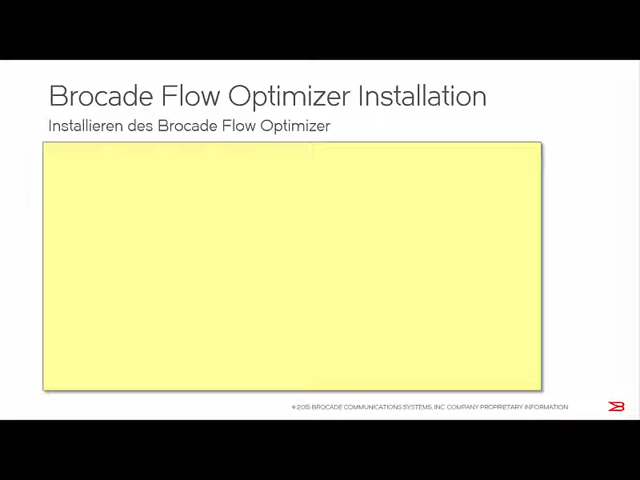 Brocade Flow Optimizer Installation
Installieren des Brocade Flow Optimizer
© 2015 BROCADE COMMUNICATIONS SYSTEMS, INC. COMPANY PROPRIETARY INFORMATION